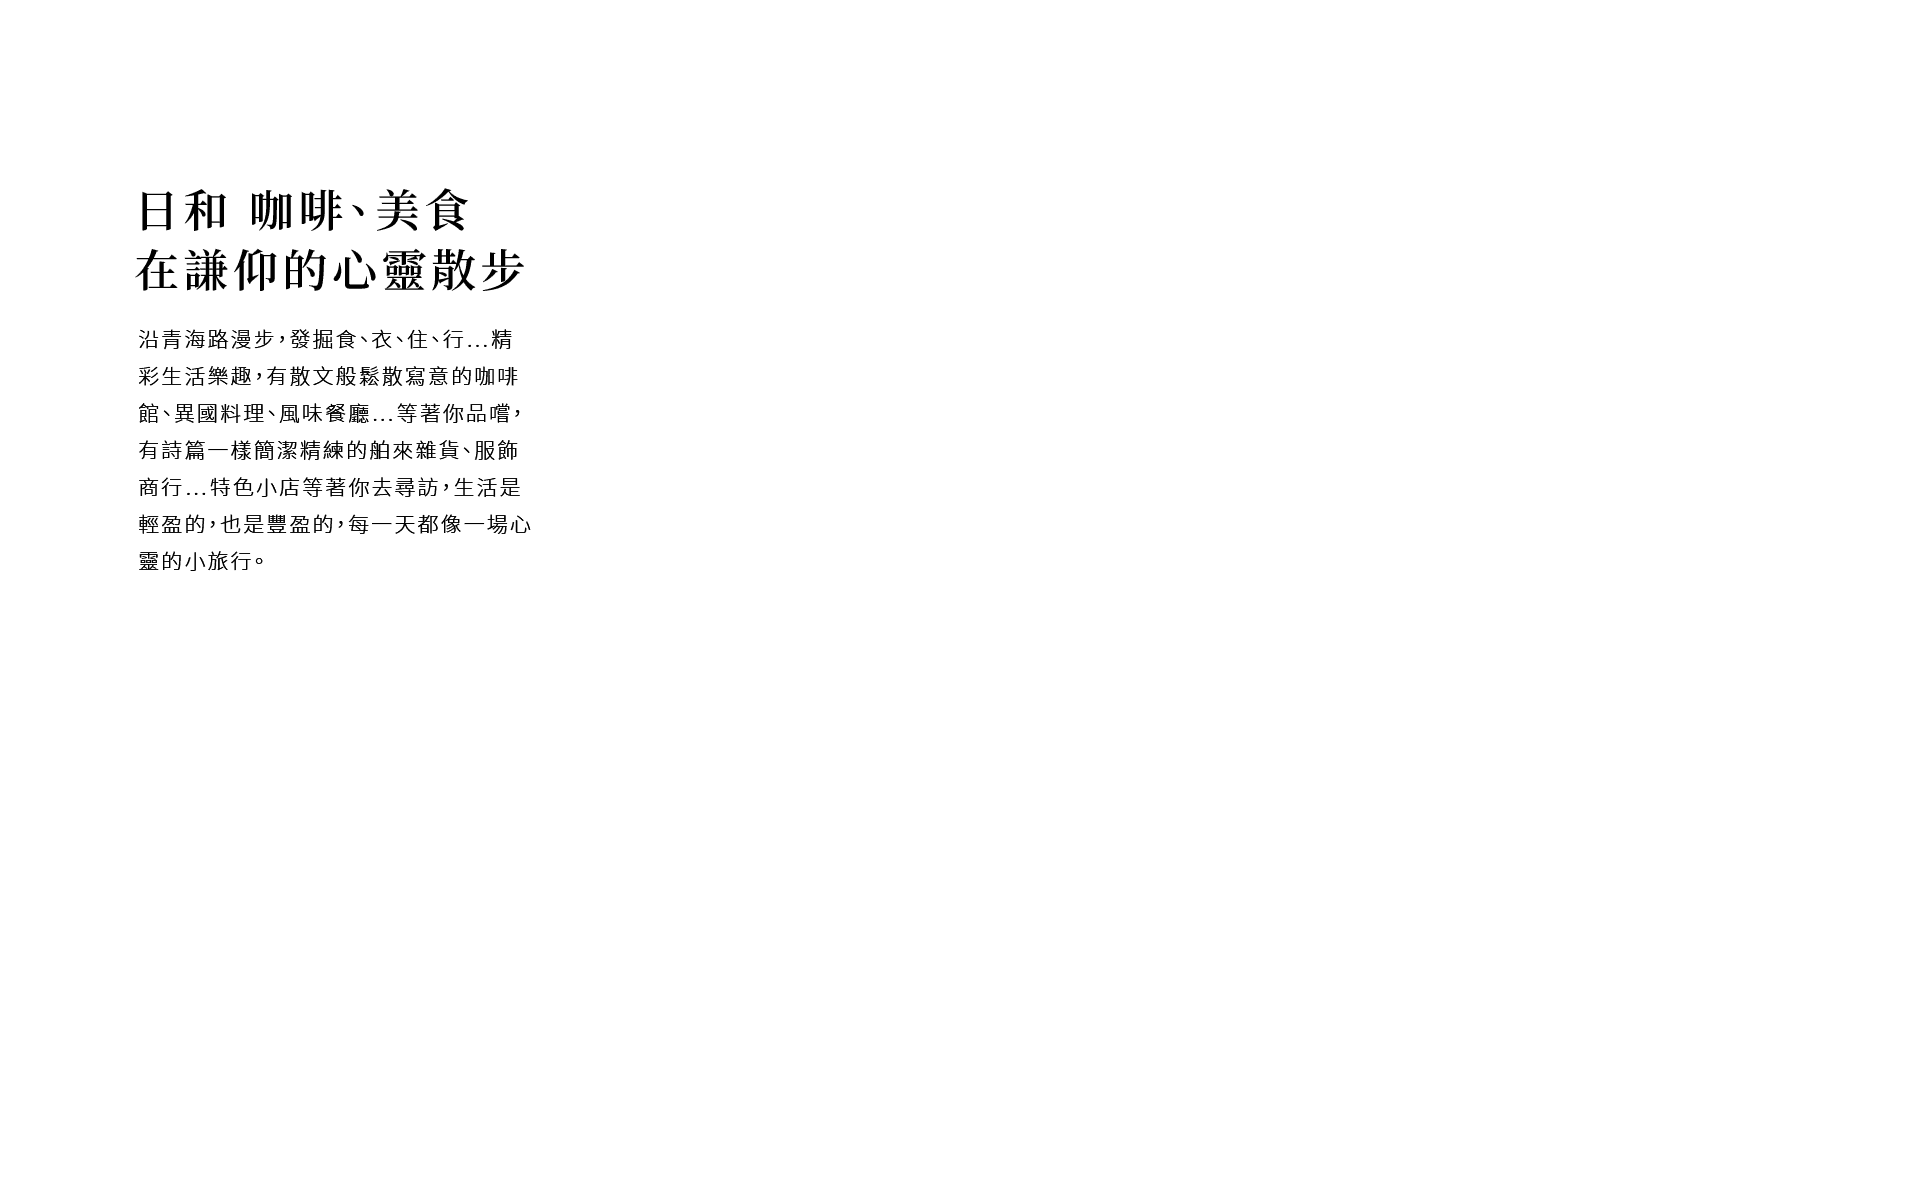 日和 咖啡、美食
在謙仰的心靈散步
沿青海路漫步，發掘食、衣、住、行...精
彩生活樂趣，有散文般鬆散寫意的咖啡
館、異國料理、風味餐廳...等著你品嚐，
有詩篇一樣簡潔精練的舶來雜貨、服飾
商行...特色小店等著你去尋訪，生活是
輕盈的，也是豐盈的，每一天都像一場心
靈的小旅行。